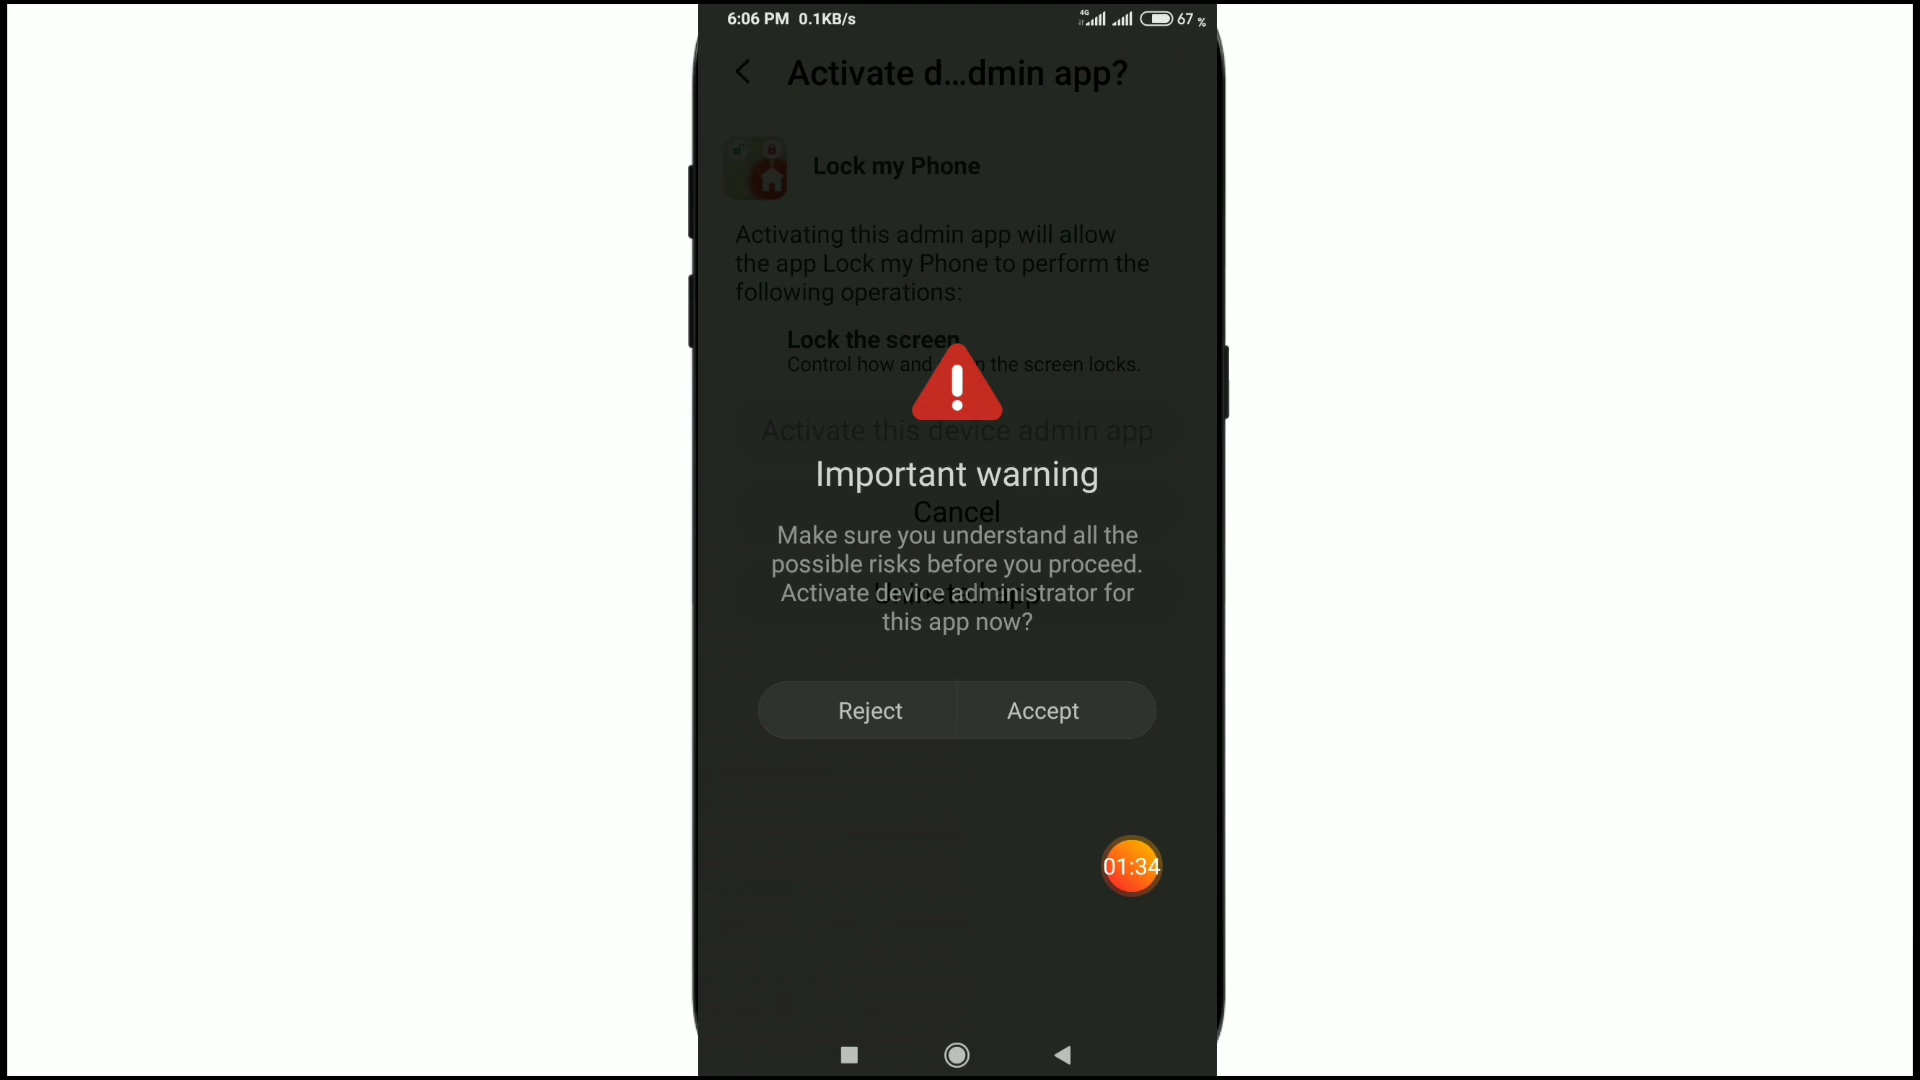 6:06 PM 0.1KB/s
4G
67 %
Activate d...dmin app?
Lock my Phone
Activating this admin app will allow
the app Lock my Phone to perform the
following operations:
Lock the screen
Control how and the screen locks.
Activate this device admin app
Important warning
Cancel
Make sure you understand all the
possible risks before you proceed.
Activate device administrator for
Uninstall app
this app now?
Reject
Accept
01:34